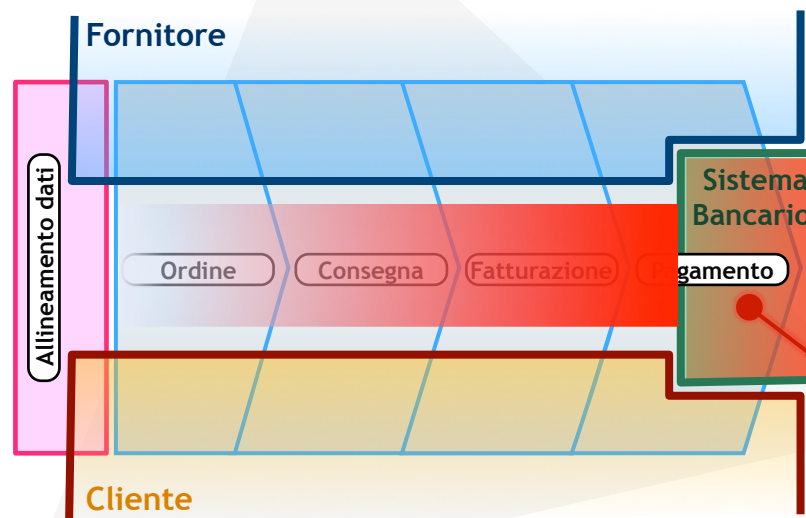 Fornitore
Allineamento dati
Sistema
Bancario
Ordine
Consegna
Fatturazione
Pagamento
Cliente